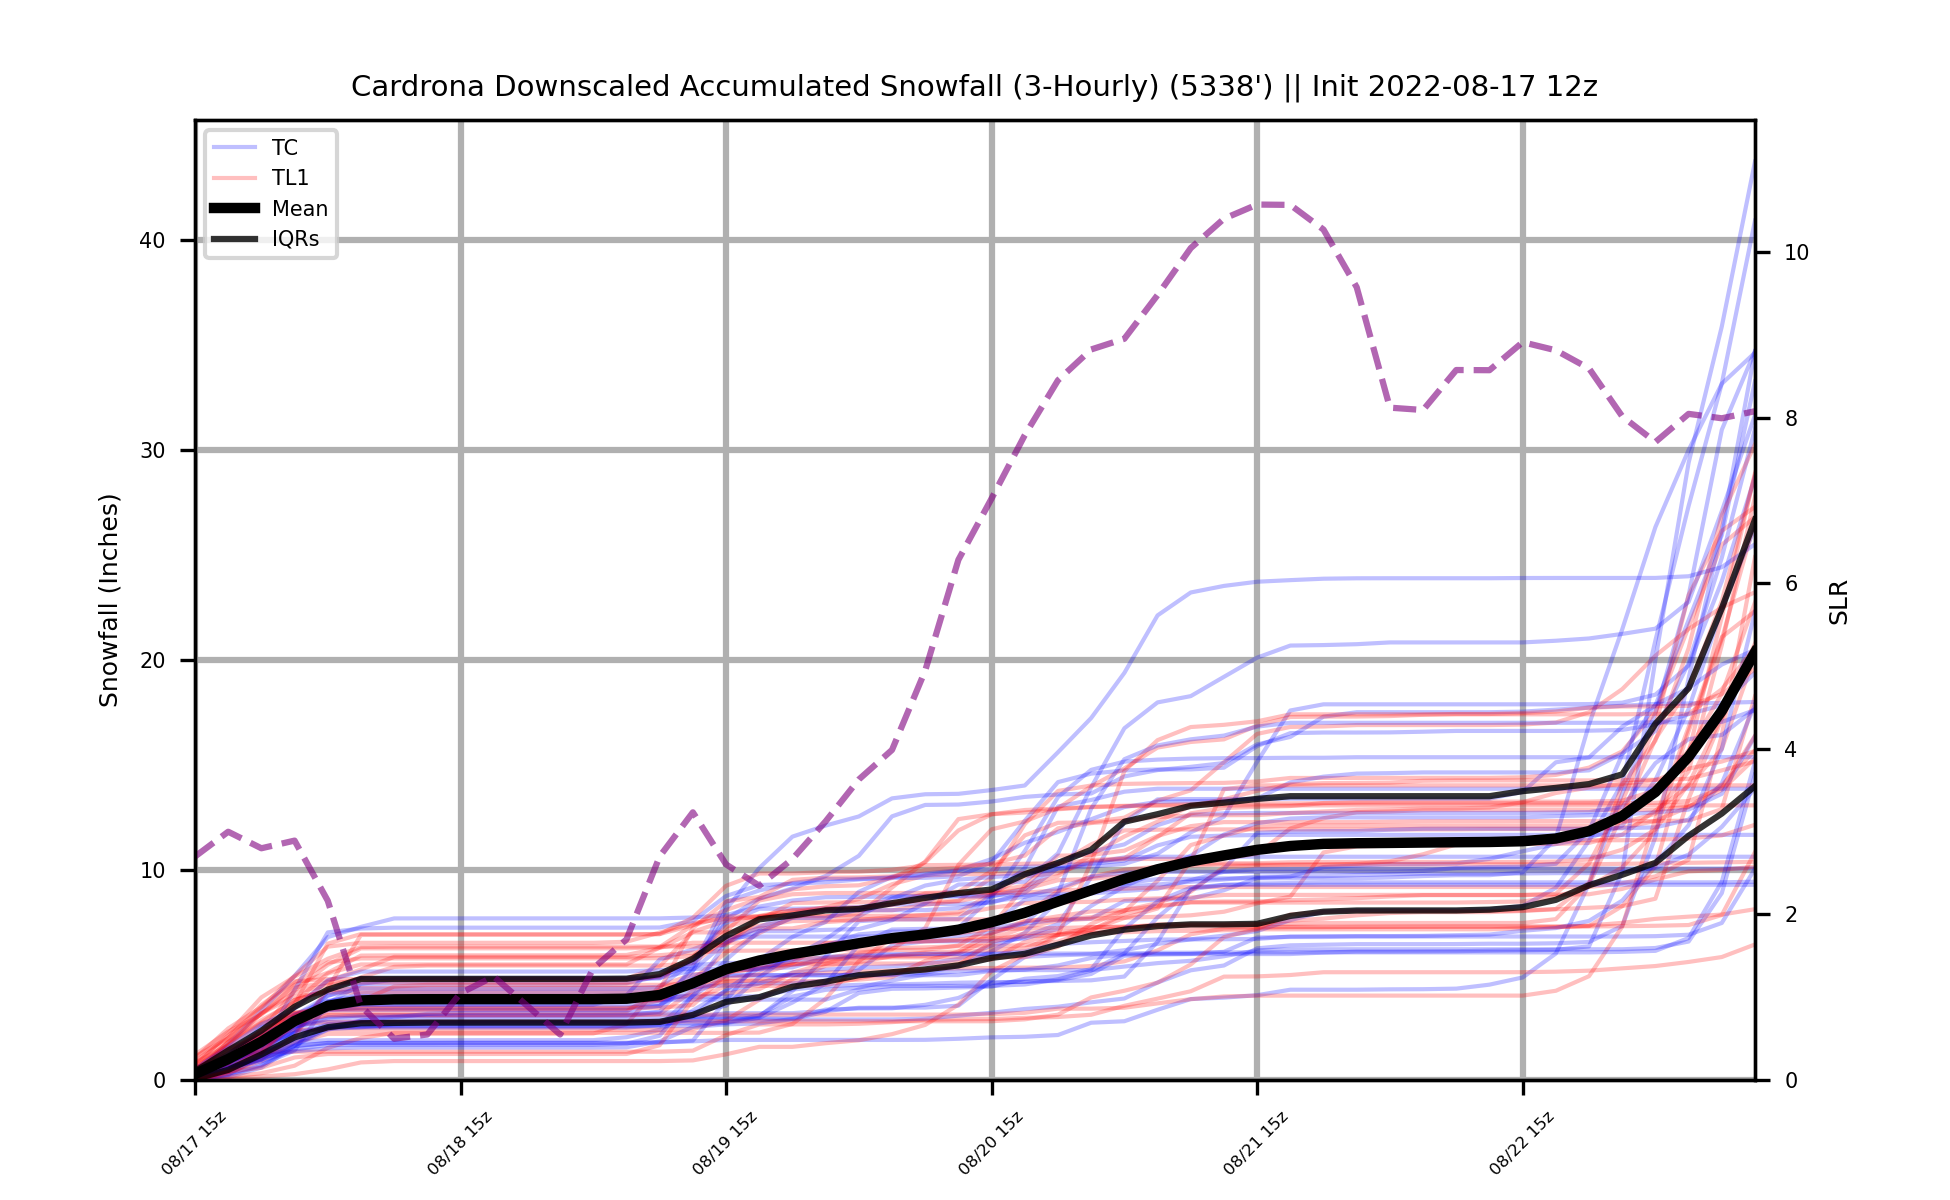 Cardrona Downscaled Accumulated Snowfall (3-Hourly) (5338') || Init 2022-08-17 12z
TC
TL1
Mean
IQRs
Snowfall (Inches)
40
30
20
10
0
SLR
10
8
6
4
2
0
08/17 15z
08/18 15z
08/19 15z
08/20 15z
08/21 15z
08/22 15z